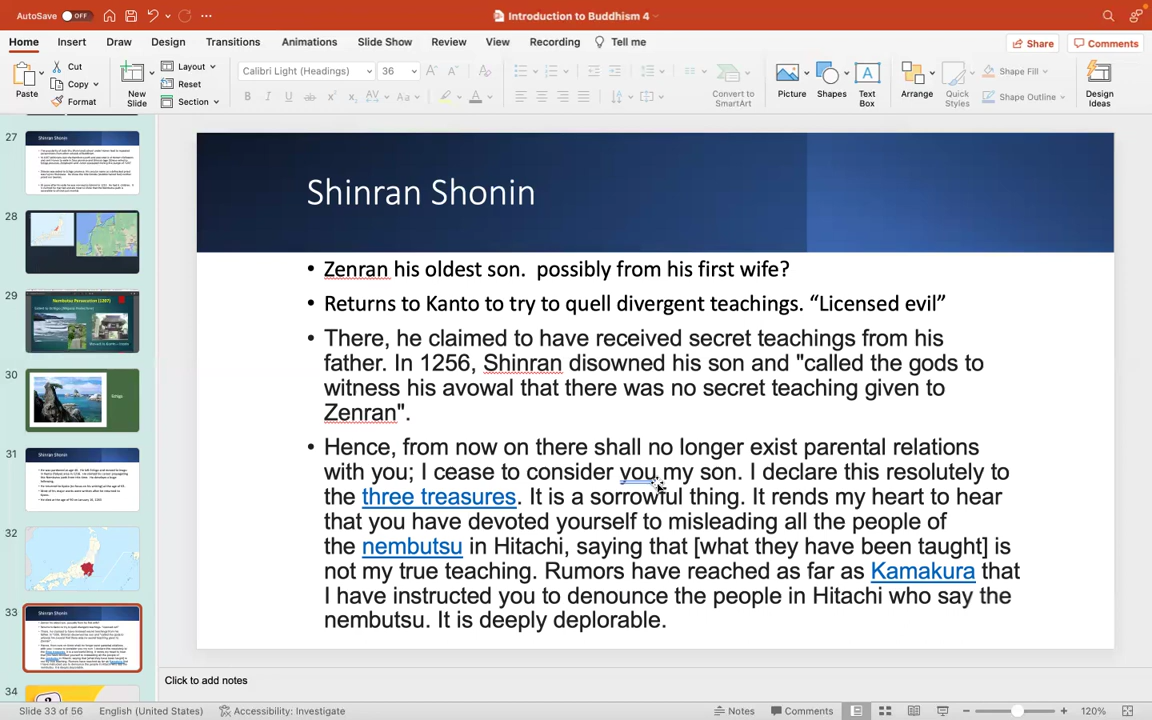 AutoSave OFF
Introduction to Buddhism 4
Home Insert Draw Design Transitions Animations Slide Show Review View Recording Tell me
Share Comments
Paste
Cut
Copy
Format
New Slide
Layout
Reset
Section
Calibri Light (Headings) 36
Convert to SmartArt
Picture
Shapes
Text Box
Arrange
Quick Styles
Shape Fill
Shape Outline
Design Ideas
27
Shinran Shonin
28
29
Nembutsu Persecution (1207)
30
31
Shinran Shonin
32
33
Shinran Shonin
34
Shinran Shonin
• Zenran his oldest son.  possibly from his first wife?
• Returns to Kanto to try to quell divergent teachings. “Licensed evil”
• There, he claimed to have received secret teachings from his
father. In 1256, Shinran disowned his son and "called the gods to
witness his avowal that there was no secret teaching given to
Zenran".
• Hence, from now on there shall no longer exist parental relations
with you; I cease to consider you my son. I declare this resolutely to
the three treasures. It is a sorrowful thing. It rends my heart to hear
that you have devoted yourself to misleading all the people of
the nembutsu in Hitachi, saying that [what they have been taught] is
not my true teaching. Rumors have reached as far as Kamakura that
I have instructed you to denounce the people in Hitachi who say the
nembutsu. It is deeply deplorable.
Click to add notes
Slide 33 of 56 English (United States) Accessibility: Investigate Notes Comments 120%